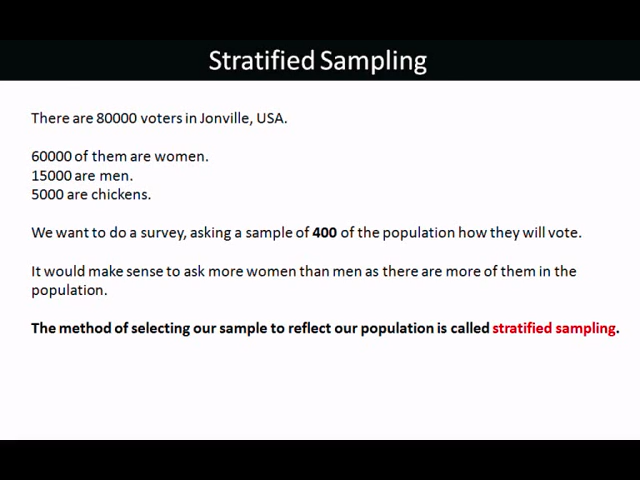 Stratified Sampling
There are 80000 voters in Jonville, USA.
60000 of them are women.
15000 are men.
5000 are chickens.
We want to do a survey, asking a sample of 400 of the population how they will vote.
It would make sense to ask more women than men as there are more of them in the
population.
The method of selecting our sample to reflect our population is called stratified sampling.